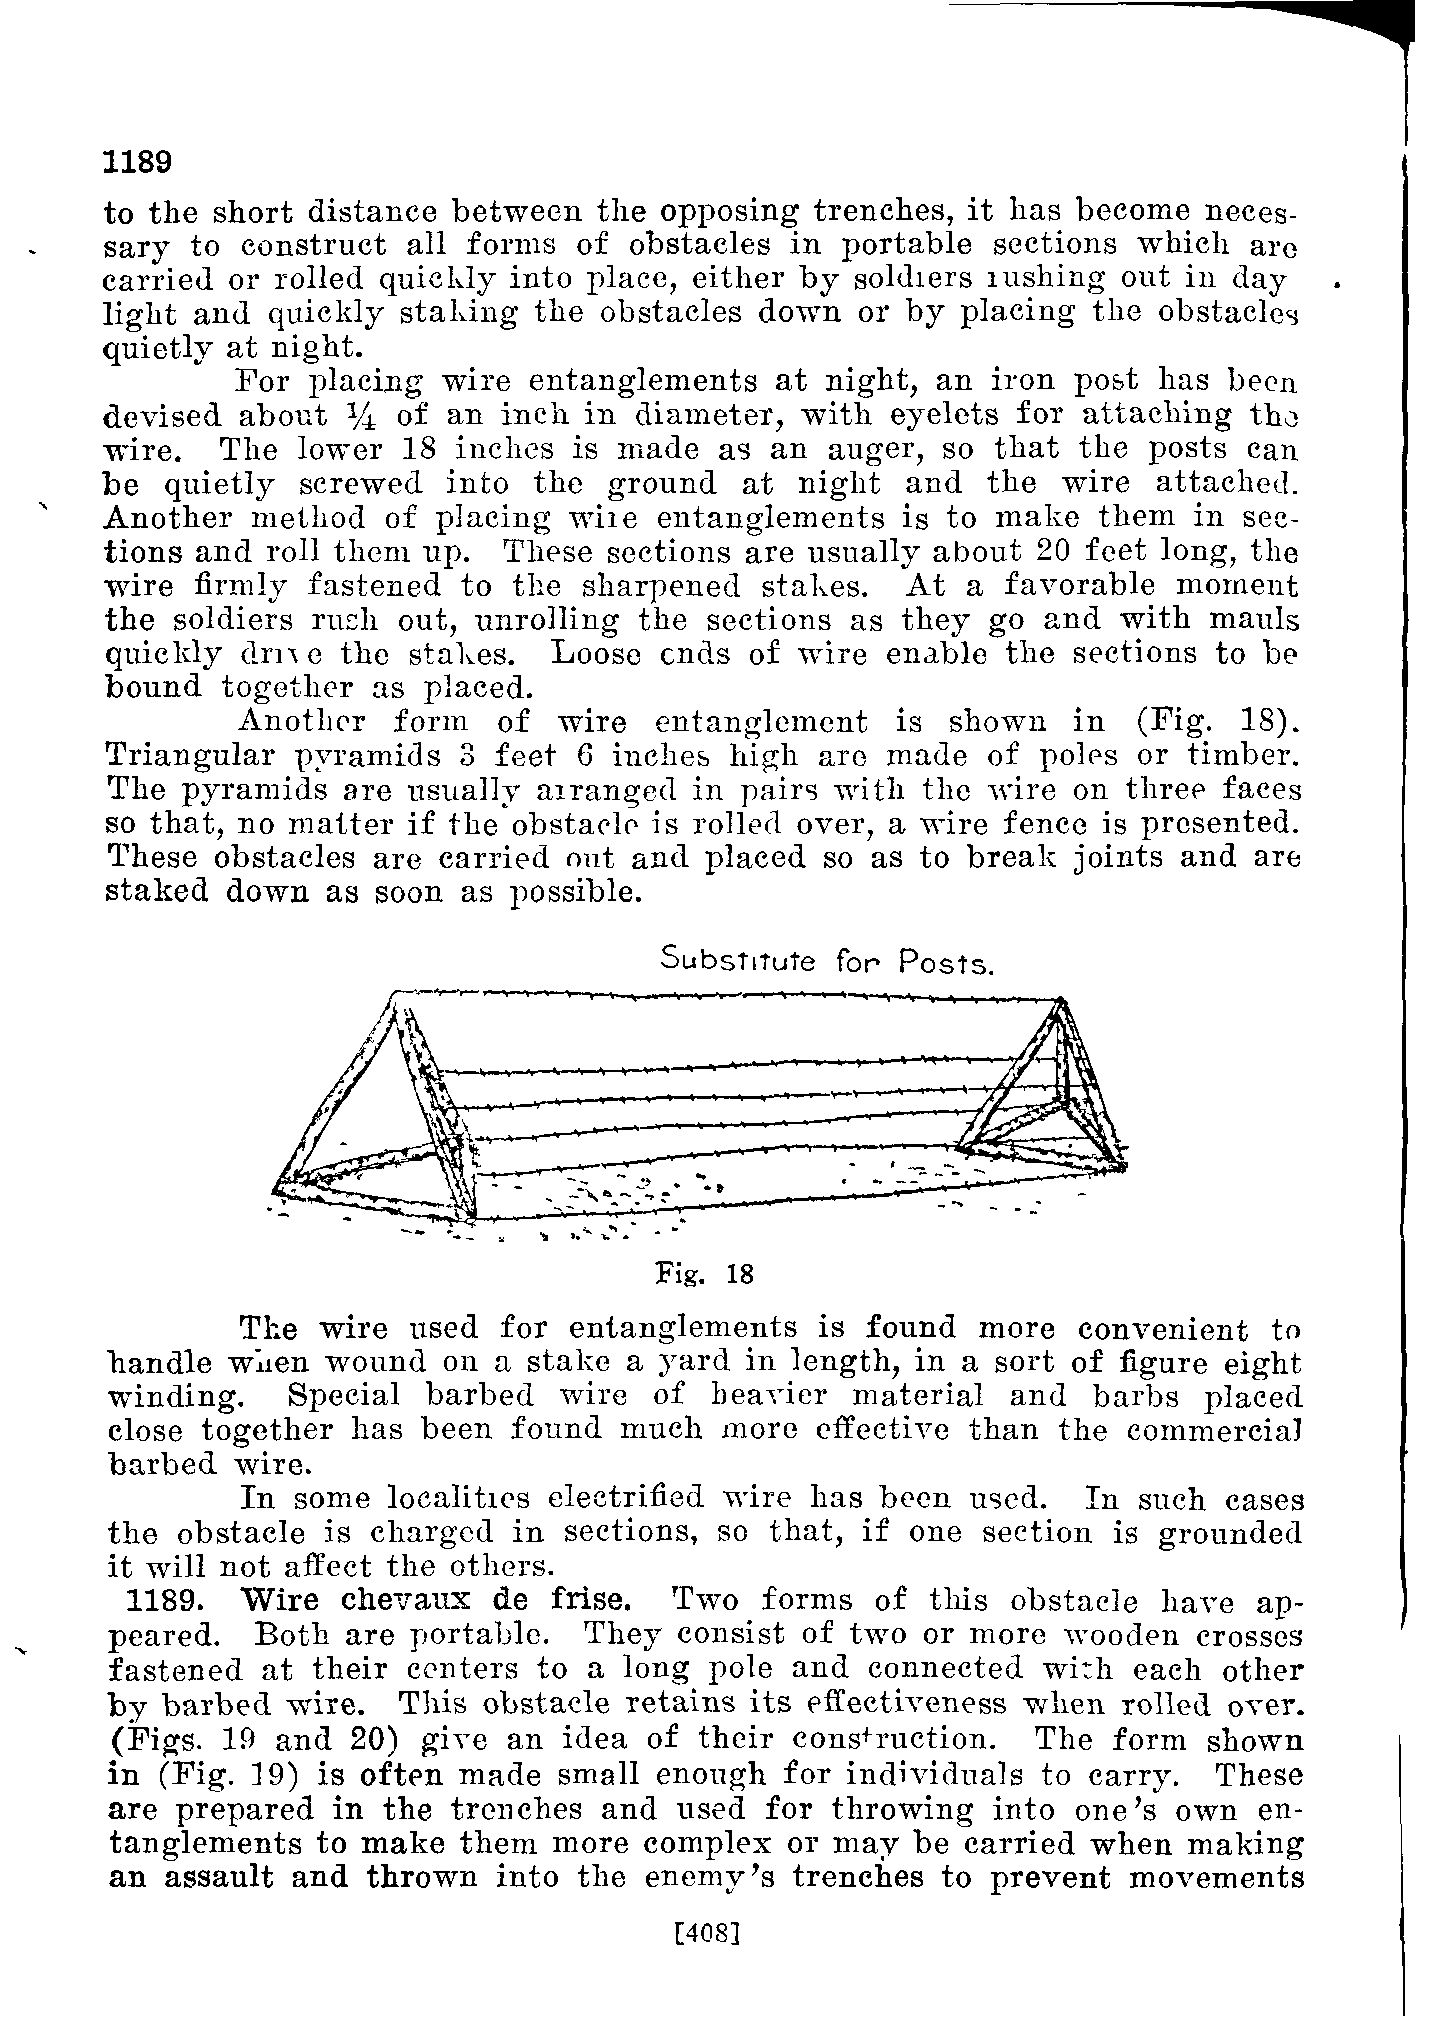 1189
to the short distance between the opposing trenches, it has become neces-
sary to construct all forms of obstacles in portable sections which are
carried or rolled quickly into place, either by soldiers rushing out in day
light and quickly staking the obstacles down or by placing the obstacles
quietly at night.
For placing wire entanglements at night, an iron post has been
devised about ¼ of an inch in diameter, with eyelets for attaching the
wire. The lower 18 inches is made as an auger, so that the posts can
be quietly screwed into the ground at night and the wire attached.
Another method of placing wire entanglements is to make them in sec-
tions and roll them up. These sections are usually about 20 feet long, the
wire firmly fastened to the sharpened stakes. At a favorable moment
the soldiers rush out, unrolling the sections as they go and with mauls
quickly drive the stakes. Loose ends of wire enable the sections to be
bound together as placed.
Another form of wire entanglement is shown in (Fig. 18).
Triangular pyramids 3 feet 6 inches high are made of poles or timber.
The pyramids are usually arranged in pairs with the wire on three faces
so that, no matter if the obstacle is rolled over, a wire fence is presented.
These obstacles are carried out and placed so as to break joints and are
staked down as soon as possible.
Substitute for Posts.
Fig. 18
The wire used for entanglements is found more convenient to
handle when wound on a stake a yard in length, in a sort of figure eight
winding. Special barbed wire of heavier material and barbs placed
close together has been found much more effective than the commercial
barbed wire.
In some localities electrified wire has been used. In such cases
the obstacle is charged in sections, so that, if one section is grounded
it will not affect the others.
1189. Wire chevaux de frise. Two forms of this obstacle have ap-
peared. Both are portable. They consist of two or more wooden crosses
fastened at their centers to a long pole and connected with each other
by barbed wire. This obstacle retains its effectiveness when rolled over.
(Figs. 19 and 20) give an idea of their construction. The form shown
in (Fig. 19) is often made small enough for individuals to carry. These
are prepared in the trenches and used for throwing into one's own en-
tanglements to make them more complex or may be carried when making
an assault and thrown into the enemy's trenches to prevent movements
[408]